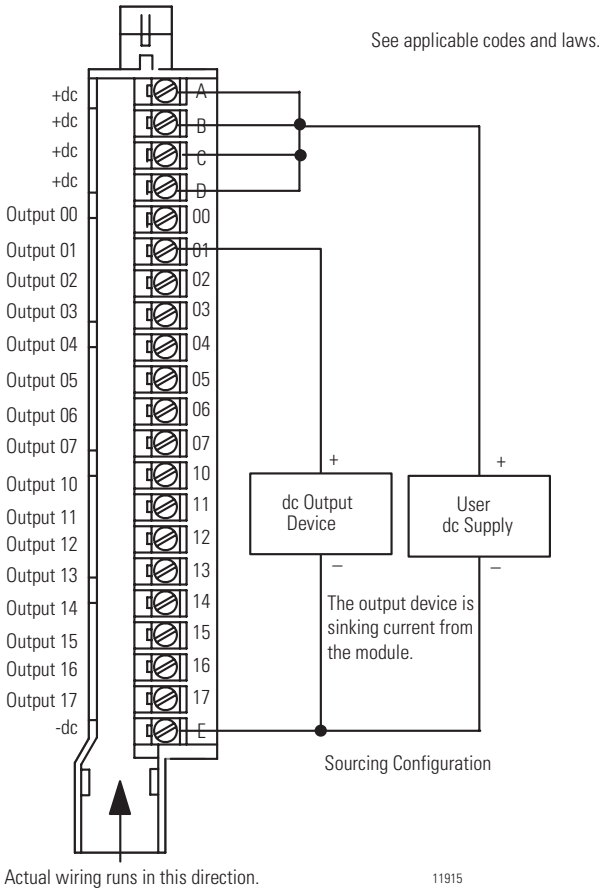 See applicable codes and laws.
+dc A
+dc B
+dc C
+dc D
Output 00 00
Output 01 01
Output 02 02
Output 03 03
Output 04 04
Output 05 05
Output 06 06
Output 07 07
Output 10 10
Output 11 11
Output 12 12
Output 13 13
Output 14 14
Output 15 15
Output 16 16
Output 17 17
-dc E
+
dc Output
Device
–
+
User
dc Supply
–
The output device is
sinking current from
the module.
Sourcing Configuration
Actual wiring runs in this direction.
11915